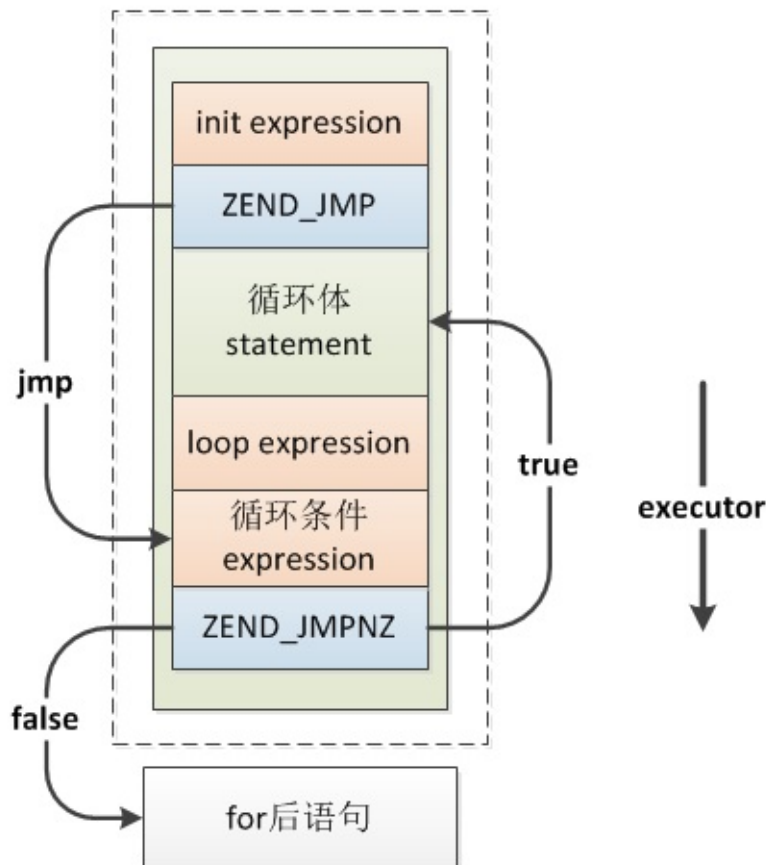 init expression
ZEND_JMP
循环体
statement
jmp
loop expression
true
循环条件
expression
executor
ZEND_JMPNZ
false
for后语句